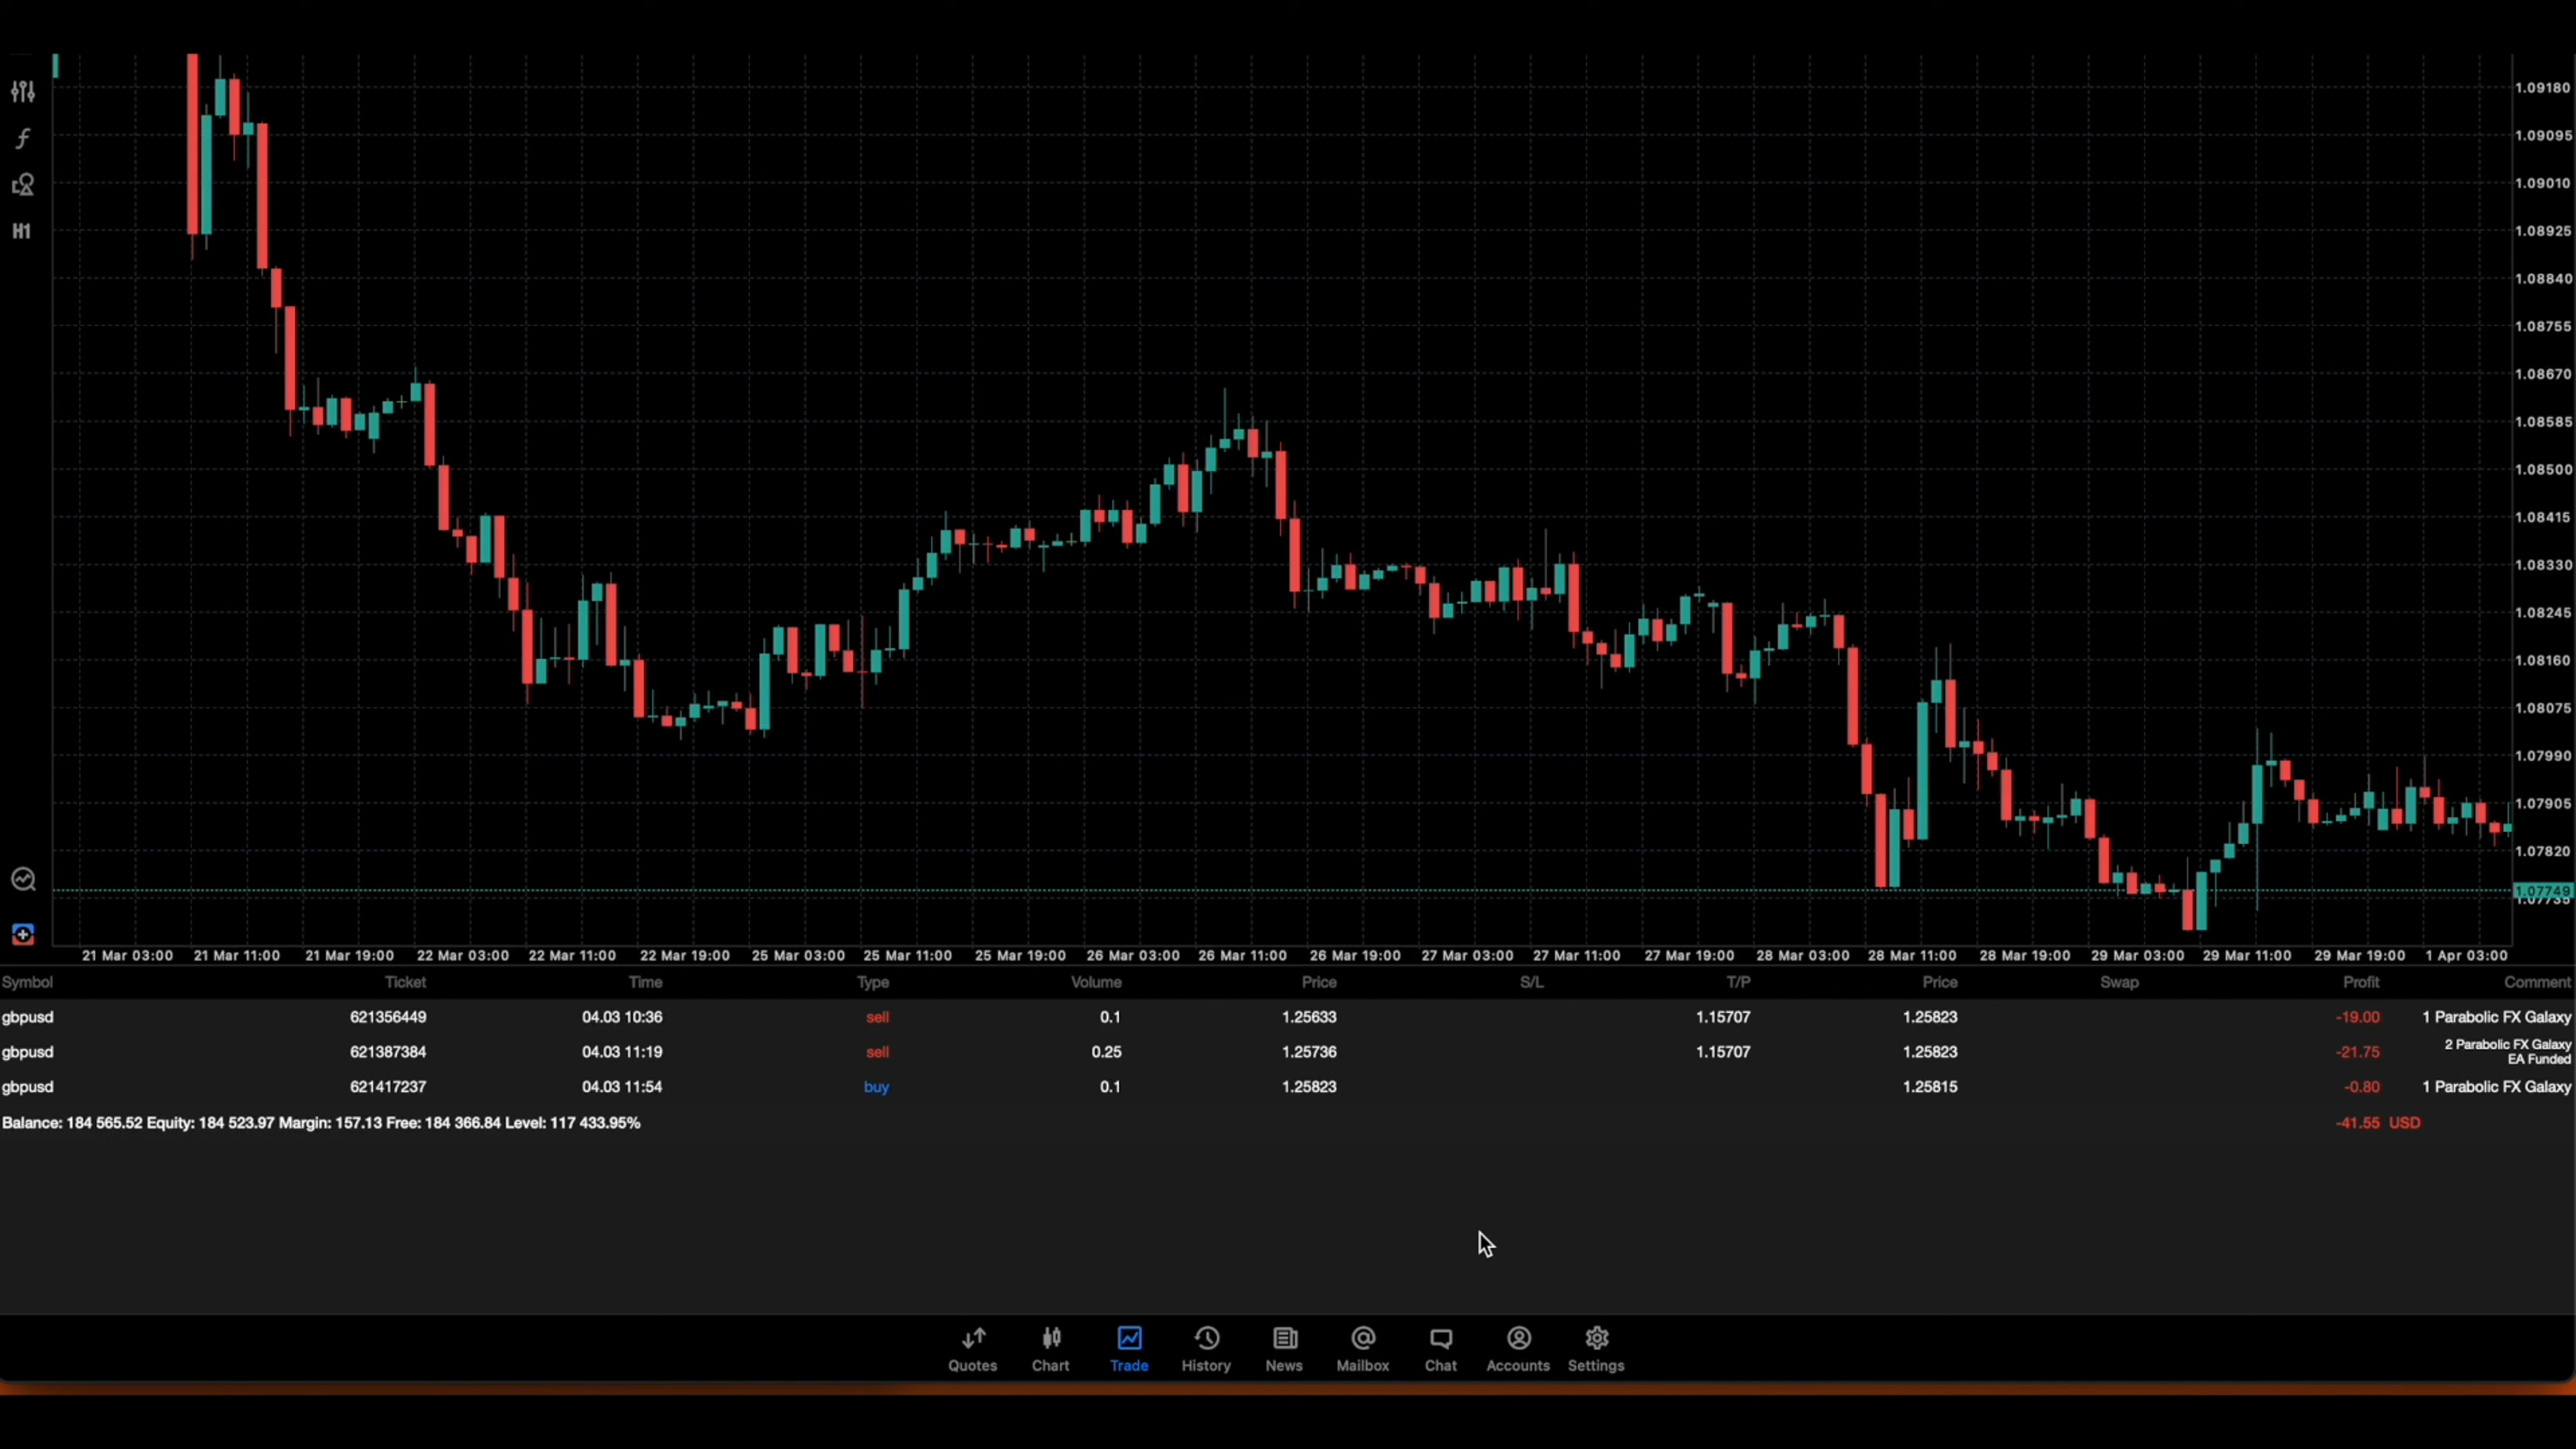 1.09180
1.09095
1.09010
H1
1.08925
1.08840
1.08755
1.08670
1.08585
1.08500
1.08415
1.08330
1.08245
1.08160
1.08075
1.07990
1.07905
1.07820
1.07749
1.07735
21 Mar 03:00 21 Mar 11:00 21 Mar 19:00 22 Mar 03:00 22 Mar 11:00 22 Mar 19:00 25 Mar 03:00 25 Mar 11:00 25 Mar 19:00 26 Mar 03:00 26 Mar 11:00 26 Mar 19:00 27 Mar 03:00 27 Mar 11:00 27 Mar 19:00 28 Mar 03:00 28 Mar 11:00 28 Mar 19:00 29 Mar 03:00 29 Mar 11:00 29 Mar 19:00 1 Apr 03:00
Symbol Ticket Time Type Volume Price S/L T/P Price Swap Profit Comment
gbpusd 621356449 04.03 10:36 sell 0.1 1.25633 1.15707 1.25823 -19.00 1 Parabolic FX Galaxy
gbpusd 621387384 04.03 11:19 sell 0.25 1.25736 1.15707 1.25823 -21.75 2 Parabolic FX Galaxy
EA Funded
gbpusd 621417237 04.03 11:54 buy 0.1 1.25823 1.25815 -0.80 1 Parabolic FX Galaxy
Balance: 184 565.52 Equity: 184 523.97 Margin: 157.13 Free: 184 366.84 Level: 117 433.95% -41.55 USD
Quotes Chart Trade History News Mailbox Chat Accounts Settings